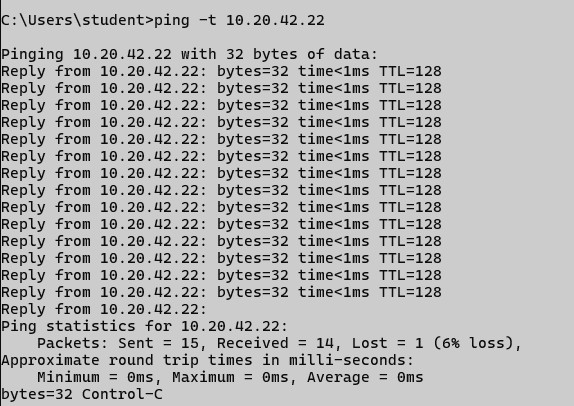 C:\Users\student>ping -t 10.20.42.22
Pinging 10.20.42.22 with 32 bytes of data:
Reply from 10.20.42.22: bytes=32 time<1ms TTL=128
Reply from 10.20.42.22: bytes=32 time<1ms TTL=128
Reply from 10.20.42.22: bytes=32 time<1ms TTL=128
Reply from 10.20.42.22: bytes=32 time<1ms TTL=128
Reply from 10.20.42.22: bytes=32 time<1ms TTL=128
Reply from 10.20.42.22: bytes=32 time<1ms TTL=128
Reply from 10.20.42.22: bytes=32 time<1ms TTL=128
Reply from 10.20.42.22: bytes=32 time<1ms TTL=128
Reply from 10.20.42.22: bytes=32 time<1ms TTL=128
Reply from 10.20.42.22: bytes=32 time<1ms TTL=128
Reply from 10.20.42.22: bytes=32 time<1ms TTL=128
Reply from 10.20.42.22: bytes=32 time<1ms TTL=128
Reply from 10.20.42.22: bytes=32 time<1ms TTL=128
Reply from 10.20.42.22: bytes=32 time<1ms TTL=128
Reply from 10.20.42.22:
Ping statistics for 10.20.42.22:
    Packets: Sent = 15, Received = 14, Lost = 1 (6% loss),
Approximate round trip times in milli-seconds:
    Minimum = 0ms, Maximum = 0ms, Average = 0ms
bytes=32 Control-C